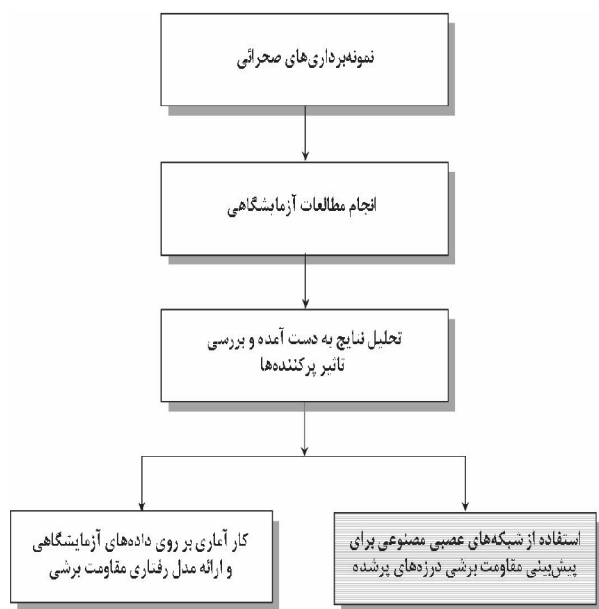 نمونه‌برداری‌های صحرائی
انجام مطالعات آزمایشگاهی
تحلیل نتایج به دست آمده و بررسی
تاثیر پرکننده‌ها
استفاده از شبکه‌های عصبی مصنوعی برای
پیش‌بینی مقاومت برشی درزه‌های پرشده
کار آماری بر روی داده‌های آزمایشگاهی
و ارائه مدل رفتاری مقاومت برشی